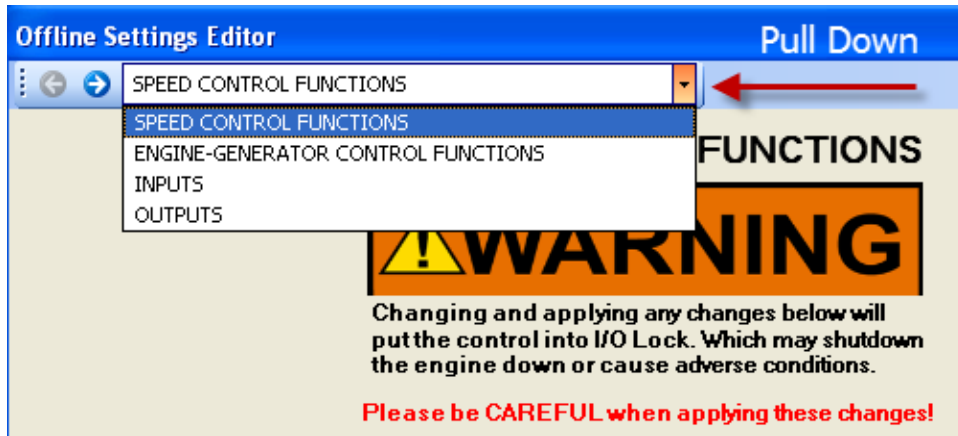 Offline Settings Editor
Pull Down
SPEED CONTROL FUNCTIONS
SPEED CONTROL FUNCTIONS
ENGINE-GENERATOR CONTROL FUNCTIONS
INPUTS
OUTPUTS
FUNCTIONS
WARNING
Changing and applying any changes below will
put the control into I/O Lock. Which may shutdown
the engine down or cause adverse conditions.
Please be CAREFUL when applying these changes!